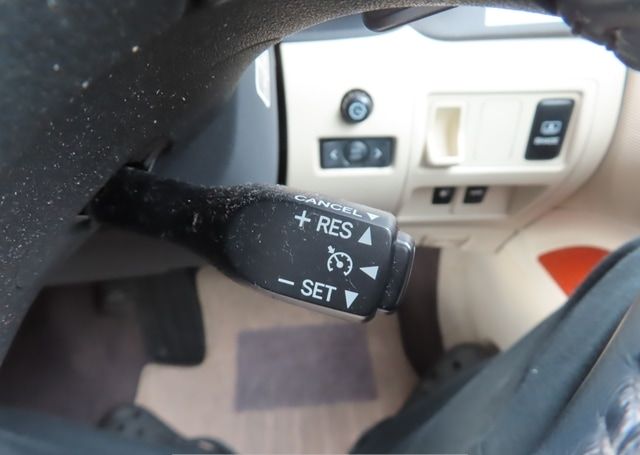 CANCEL ▼
+ RES ▲
◀
− SET ▼